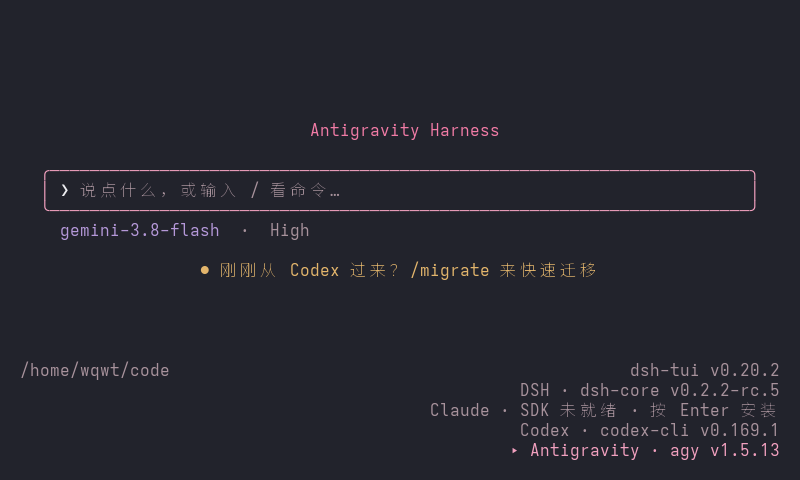 Antigravity Harness
❯ 说点什么，或输入 / 看命令…
gemini-3.8-flash · High
● 刚刚从 Codex 过来？/migrate 来快速迁移
/home/wqwt/code
dsh-tui v0.20.2
DSH · dsh-core v0.2.2-rc.5
Claude · SDK 未就绪 · 按 Enter 安装
Codex · codex-cli v0.169.1
▸ Antigravity · agy v1.5.13